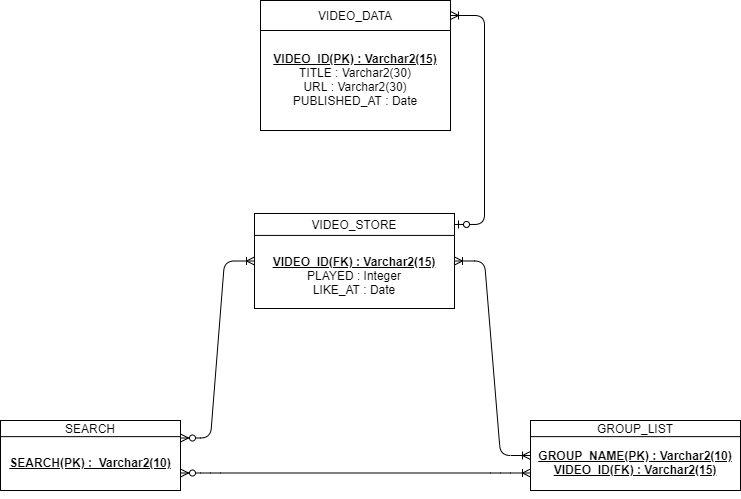 VIDEO_DATA
VIDEO_ID(PK) : Varchar2(15)
TITLE : Varchar2(30)
URL : Varchar2(30)
PUBLISHED_AT : Date
VIDEO_STORE
VIDEO_ID(FK) : Varchar2(15)
PLAYED : Integer
LIKE_AT : Date
SEARCH
SEARCH(PK) : Varchar2(10)
GROUP_LIST
GROUP_NAME(PK) : Varchar2(10)
VIDEO_ID(FK) : Varchar2(15)